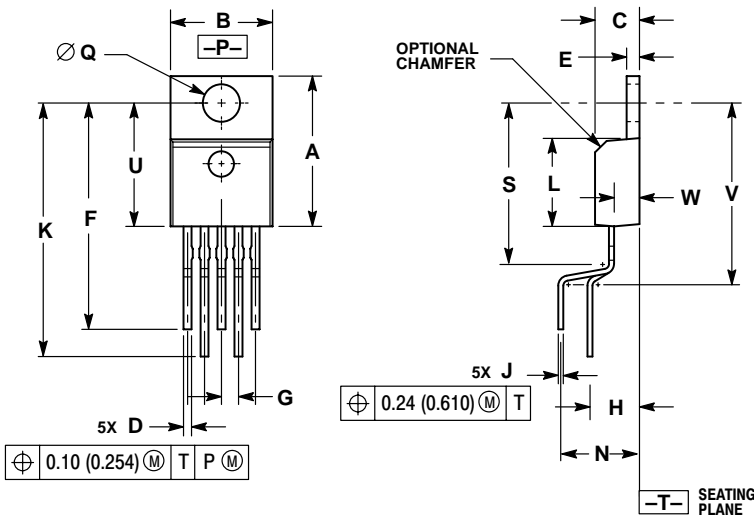 B
–P–
Ø Q
U
F
K
A
5X D
G
⌖ 0.10 (0.254) Ⓜ T P Ⓜ
C
OPTIONAL
CHAMFER
E
S
L
W
V
5X J
⌖ 0.24 (0.610) Ⓜ T
H
N
–T–
SEATING
PLANE